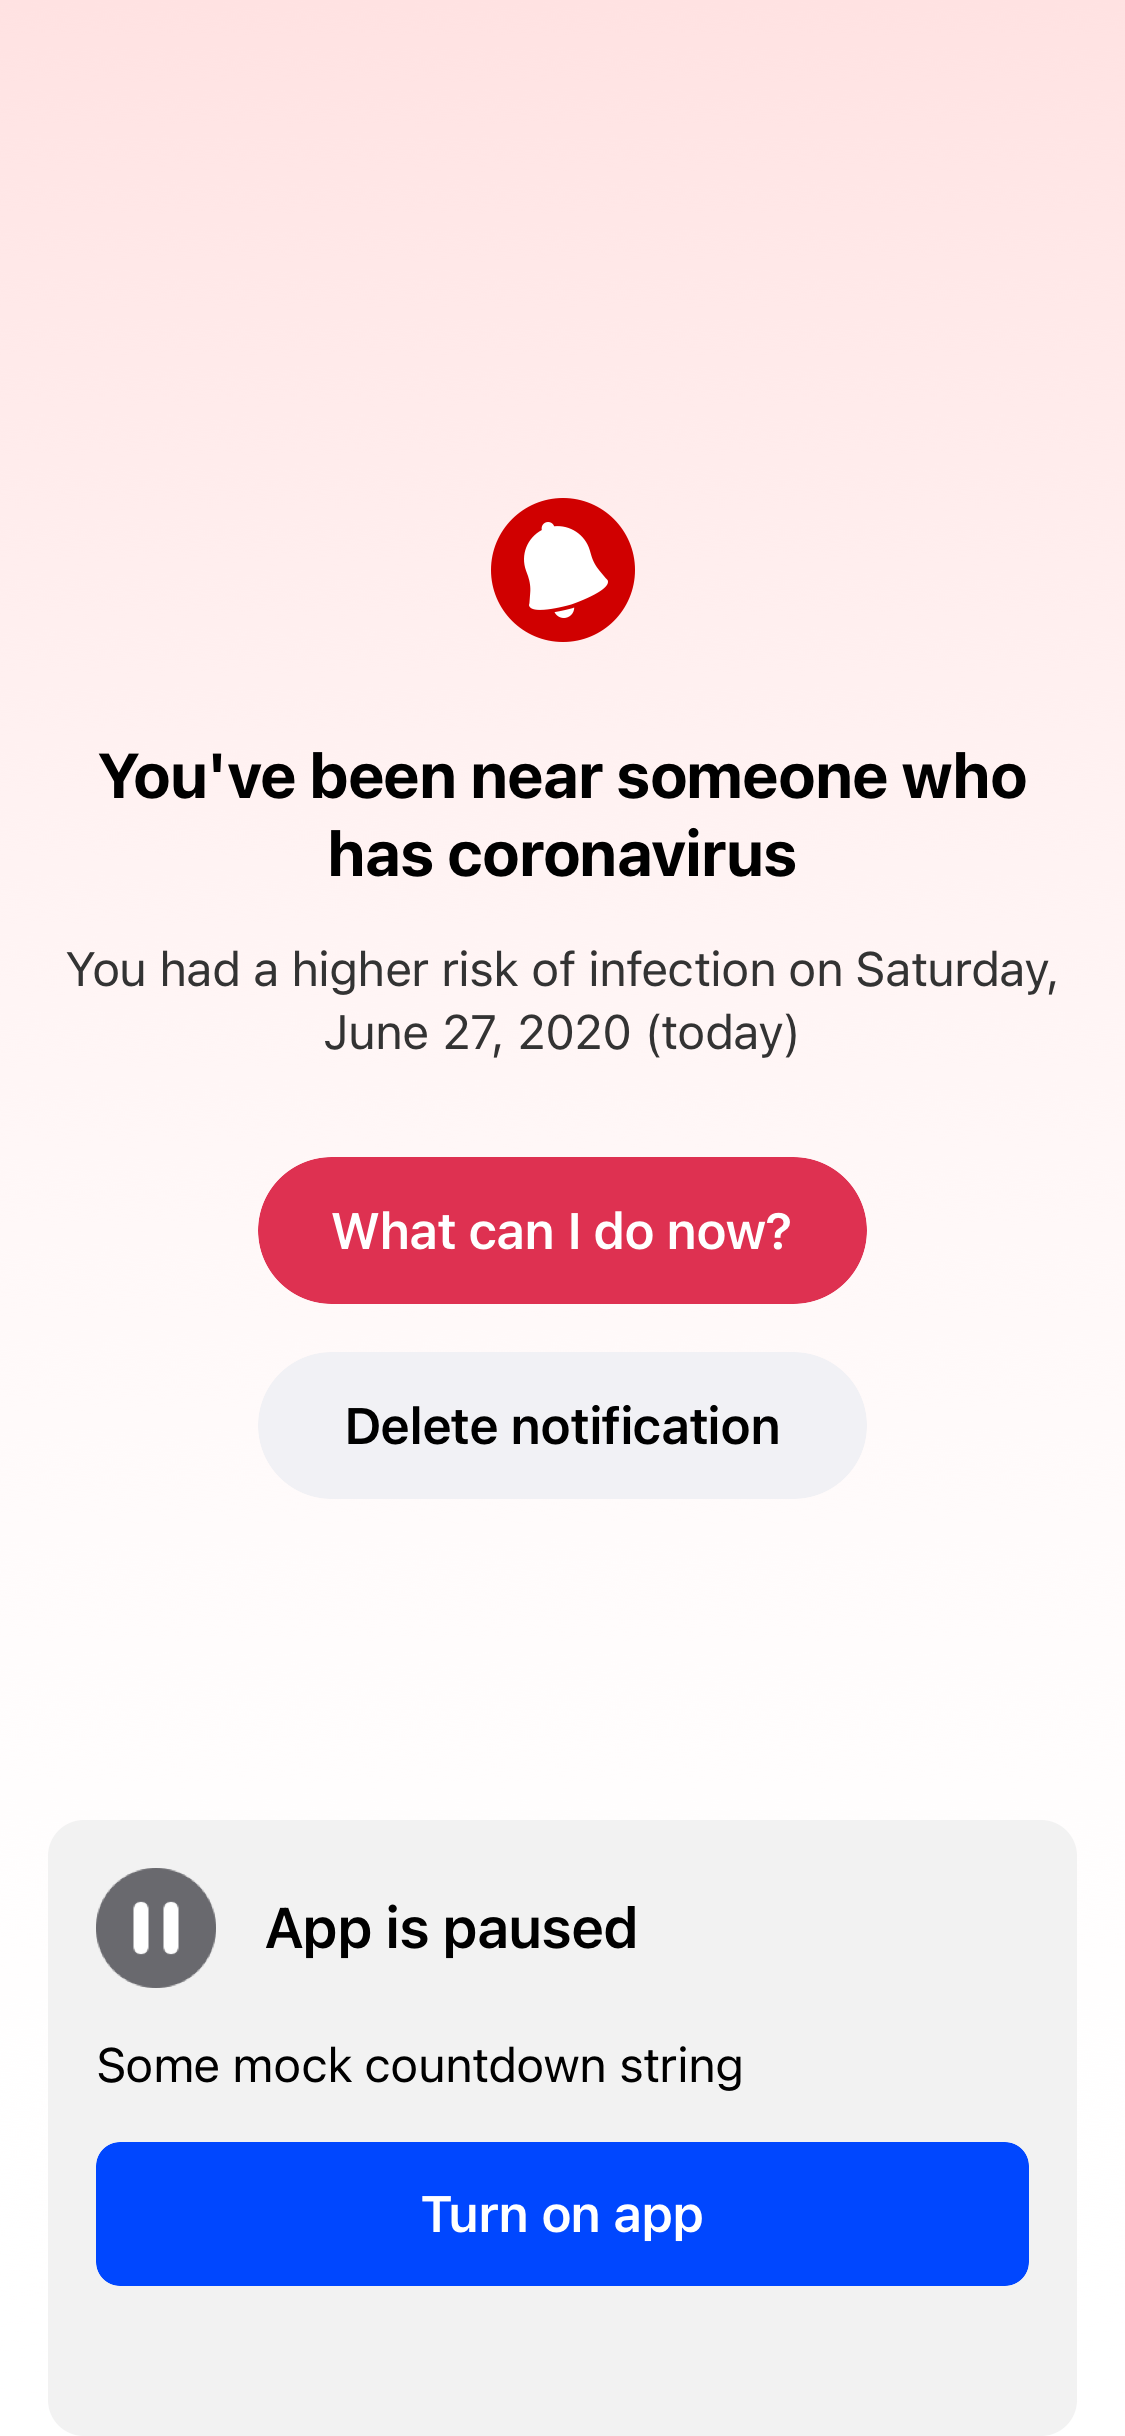 You've been near someone who
has coronavirus
You had a higher risk of infection on Saturday,
June 27, 2020 (today)
What can I do now?
Delete notification
App is paused
Some mock countdown string
Turn on app